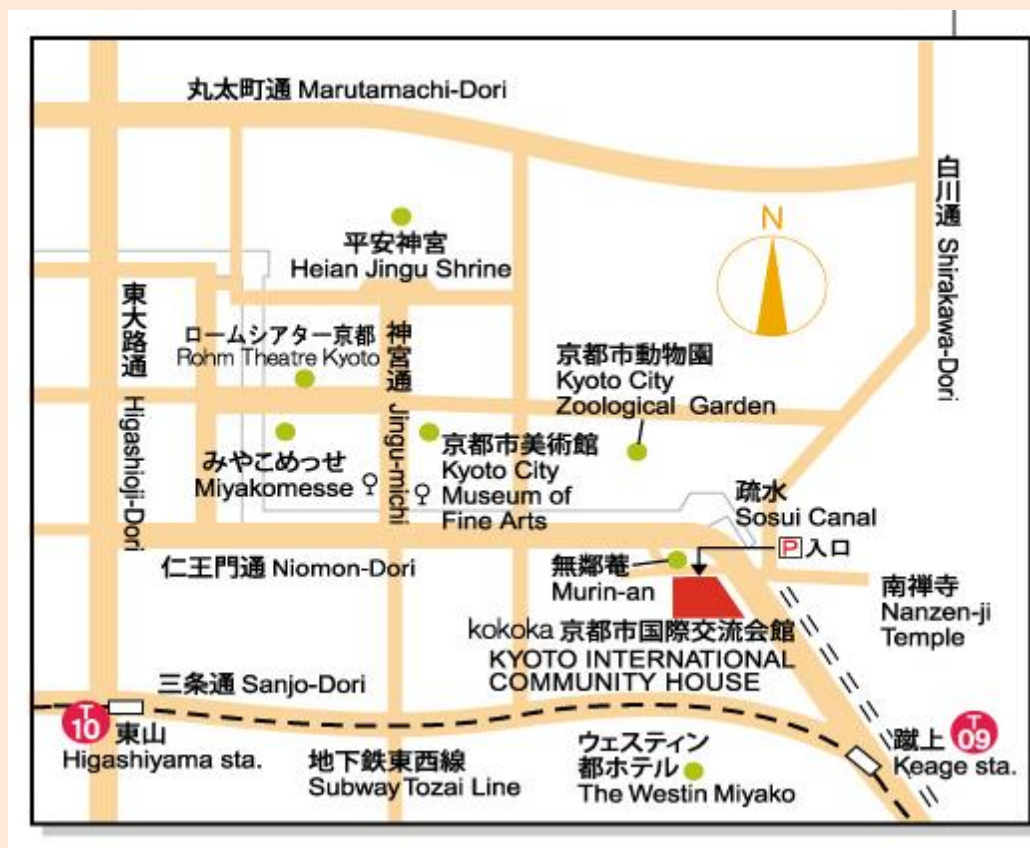 丸太町通 Marutamachi-Dori
白川通 Shirakawa-Dori
N
平安神宮
Heian Jingu Shrine
東大路通 Higashioji-Dori
ロームシアター京都
Rohm Theatre Kyoto
神宮通 Jingu-michi
京都市動物園
Kyoto City
Zoological Garden
みやこめっせ
Miyakomesse
京都市美術館
Kyoto City
Museum of
Fine Arts
疏水
Sosui Canal
P入口
仁王門通 Niomon-Dori
無鄰菴
Murin-an
南禅寺
Nanzen-ji
Temple
kokoka 京都市国際交流会館
KYOTO INTERNATIONAL
COMMUNITY HOUSE
三条通 Sanjo-Dori
T
10
東山
Higashiyama sta.
地下鉄東西線
Subway Tozai Line
ウェスティン
都ホテル
The Westin Miyako
蹴上
T
09
Keage sta.